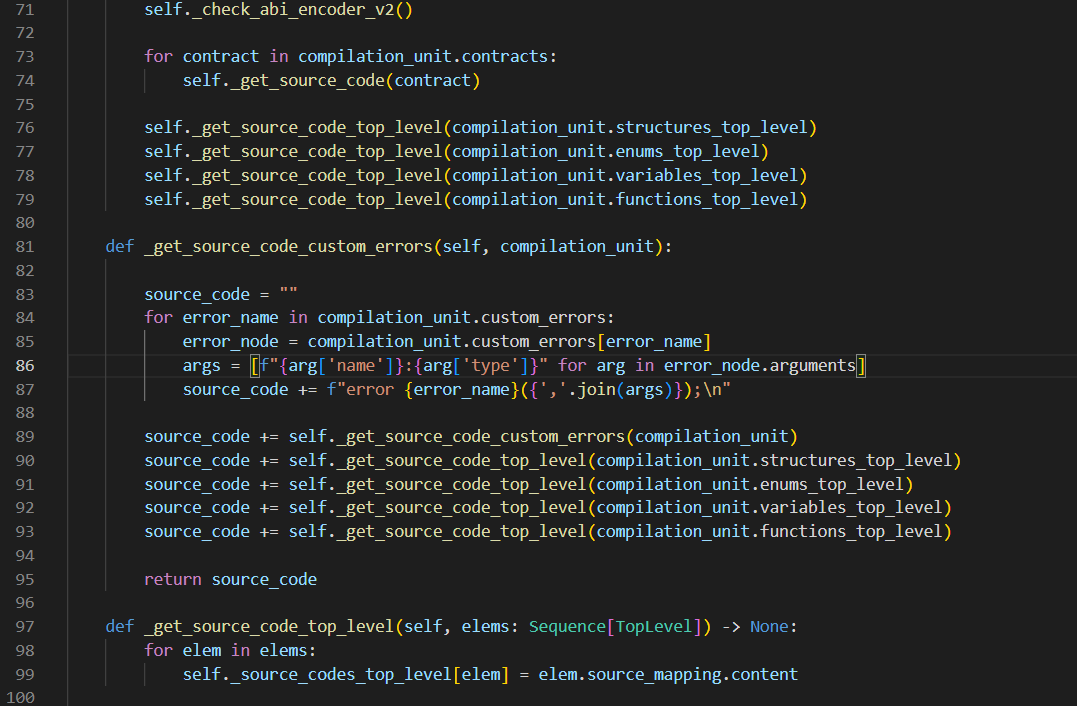 71 self._check_abi_encoder_v2()
72
73 for contract in compilation_unit.contracts:
74 self._get_source_code(contract)
75
76 self._get_source_code_top_level(compilation_unit.structures_top_level)
77 self._get_source_code_top_level(compilation_unit.enums_top_level)
78 self._get_source_code_top_level(compilation_unit.variables_top_level)
79 self._get_source_code_top_level(compilation_unit.functions_top_level)
80
81 def _get_source_code_custom_errors(self, compilation_unit):
82
83 source_code = ""
84 for error_name in compilation_unit.custom_errors:
85 error_node = compilation_unit.custom_errors[error_name]
86 args = [f"{arg['name']}:{arg['type']}" for arg in error_node.arguments]
87 source_code += f"error {error_name}({','.join(args)});\n"
88
89 source_code += self._get_source_code_custom_errors(compilation_unit)
90 source_code += self._get_source_code_top_level(compilation_unit.structures_top_level)
91 source_code += self._get_source_code_top_level(compilation_unit.enums_top_level)
92 source_code += self._get_source_code_top_level(compilation_unit.variables_top_level)
93 source_code += self._get_source_code_top_level(compilation_unit.functions_top_level)
94
95 return source_code
96
97 def _get_source_code_top_level(self, elems: Sequence[TopLevel]) -> None:
98 for elem in elems:
99 self._source_codes_top_level[elem] = elem.source_mapping.content
100